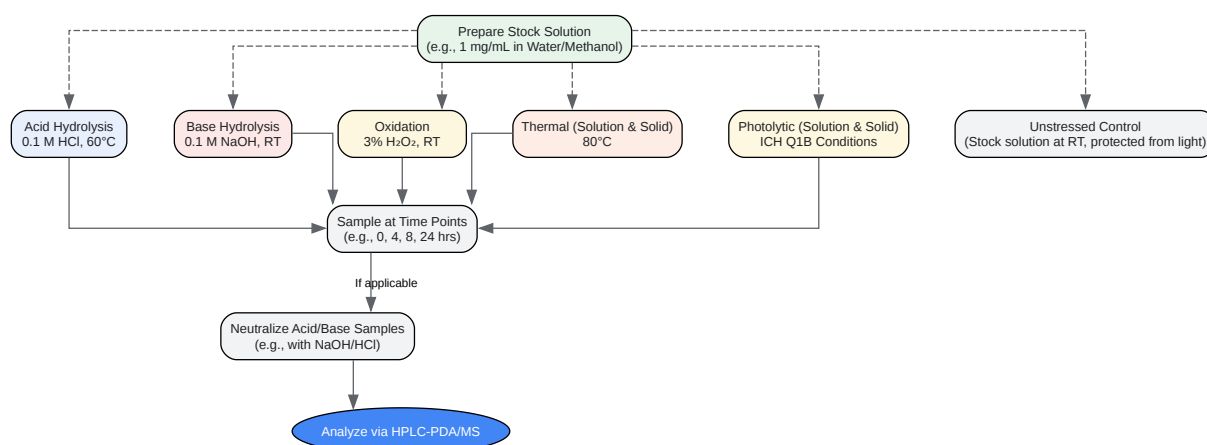 Prepare Stock Solution
(e.g., 1 mg/mL in Water/Methanol)
Acid Hydrolysis
0.1 M HCl, 60°C
Base Hydrolysis
0.1 M NaOH, RT
Oxidation
3% H₂O₂, RT
Thermal (Solution & Solid)
80°C
Photolytic (Solution & Solid)
ICH Q1B Conditions
Unstressed Control
(Stock solution at RT, protected from light)
Sample at Time Points
(e.g., 0, 4, 8, 24 hrs)
If applicable
Neutralize Acid/Base Samples
(e.g., with NaOH/HCl)
Analyze via HPLC-PDA/MS